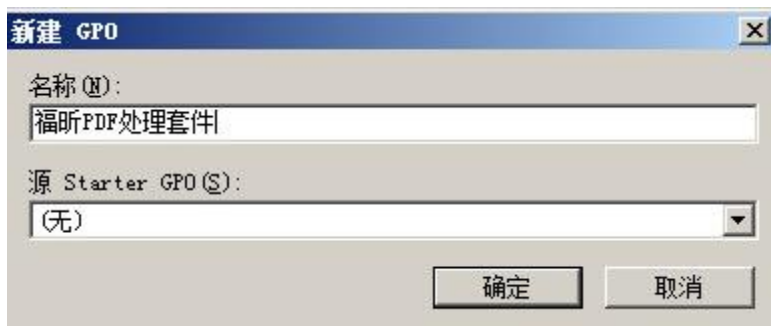 新建 GPO
名称(N):
福昕PDF处理套件
源 Starter GPO(S):
(无)
确定 取消